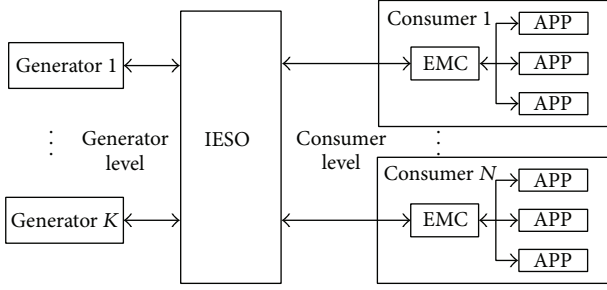 Consumer 1
APP
Generator 1
EMC
APP
APP
⋮ Generator level
IESO
Consumer level ⋮
Consumer N
APP
Generator K
EMC
APP
APP